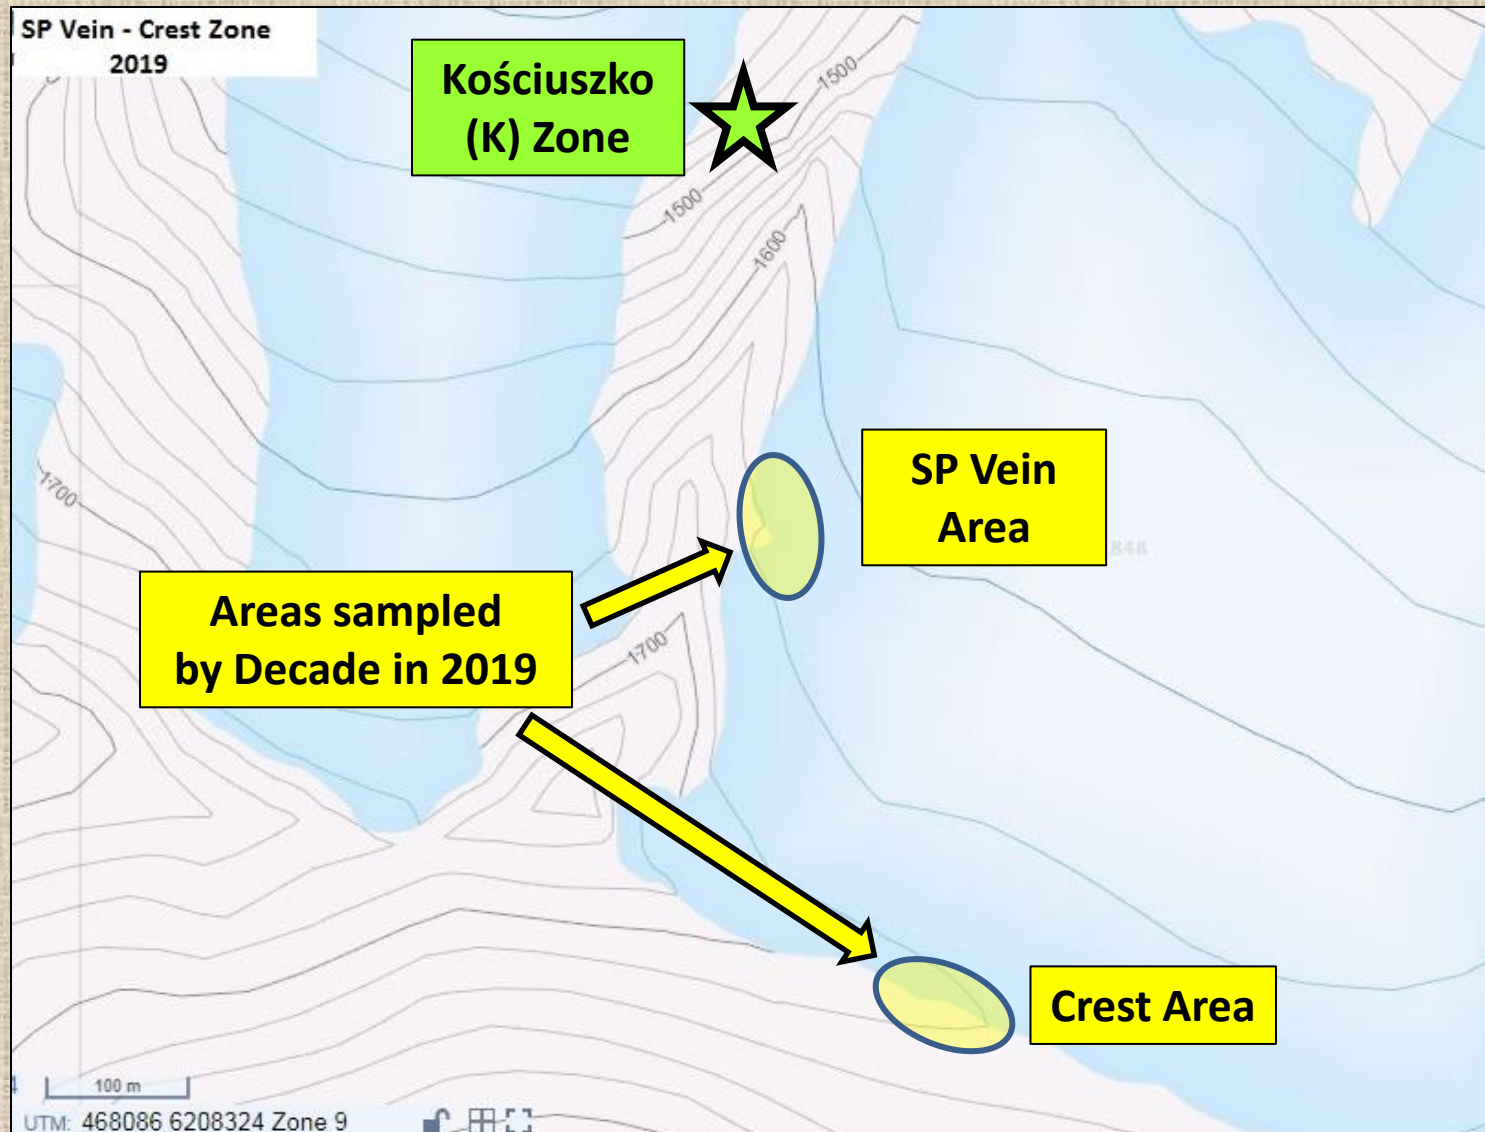 SP Vein - Crest Zone
2019
Kościuszko
(K) Zone
1500
1500
1600
SP Vein
Area
1700
848
Areas sampled
by Decade in 2019
1700
Crest Area
100 m
UTM: 468086 6208324 Zone 9